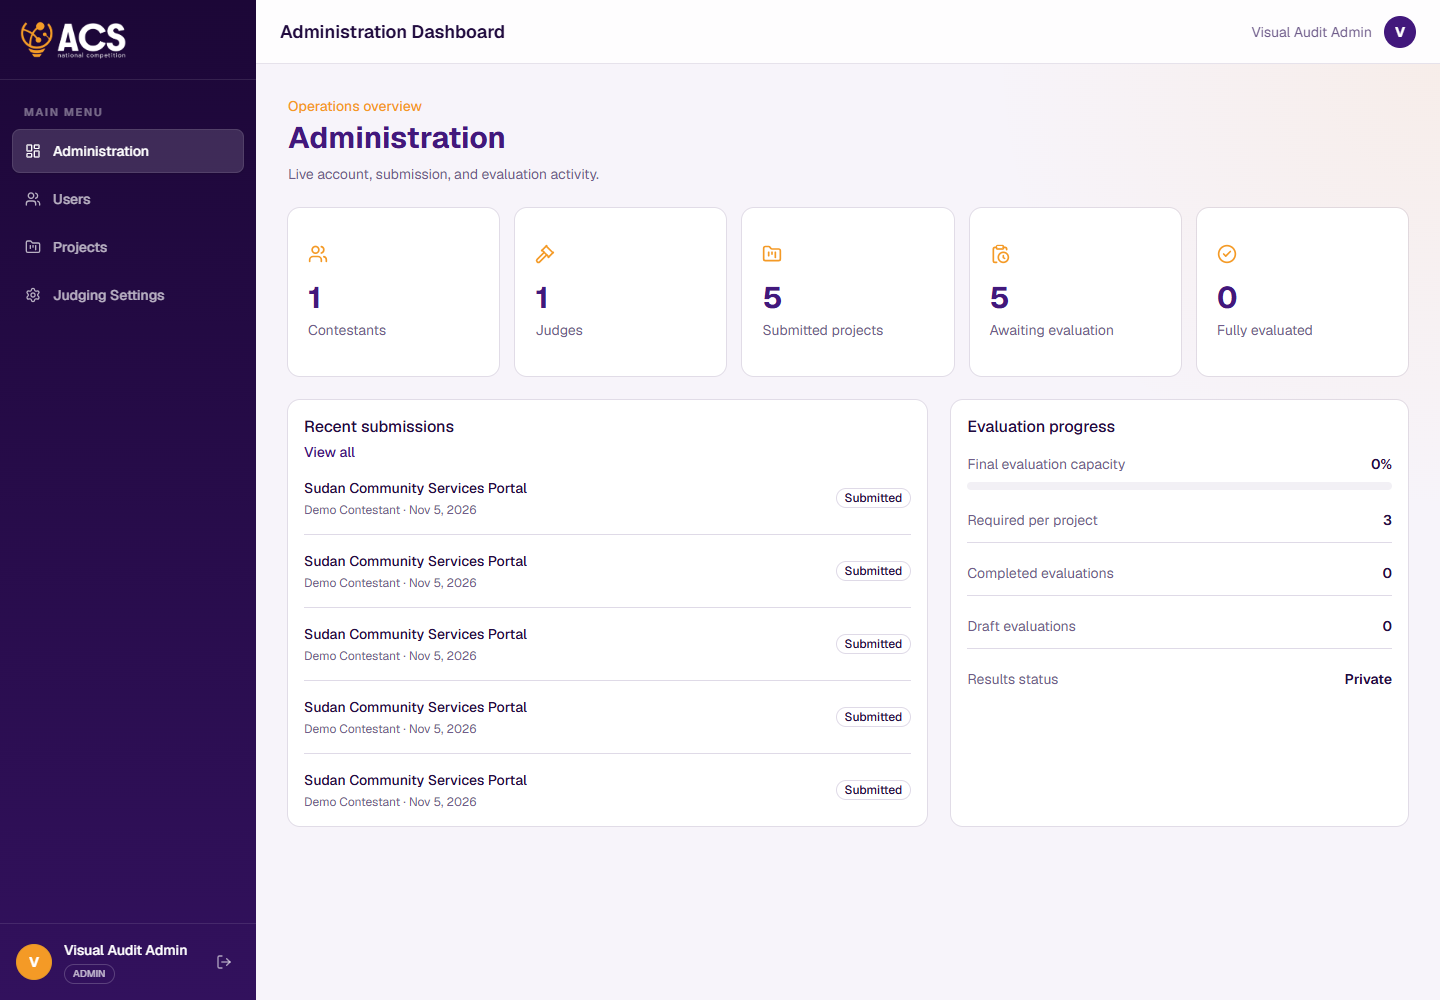 ACS
national competition
MAIN MENU
Administration
Users
Projects
Judging Settings
Visual Audit Admin
V
ADMIN
Administration Dashboard
Visual Audit Admin
V
Operations overview
Administration
Live account, submission, and evaluation activity.
1
Contestants
1
Judges
5
Submitted projects
5
Awaiting evaluation
0
Fully evaluated
Recent submissions
View all
Sudan Community Services Portal
Demo Contestant · Nov 5, 2026
Submitted
Sudan Community Services Portal
Demo Contestant · Nov 5, 2026
Submitted
Sudan Community Services Portal
Demo Contestant · Nov 5, 2026
Submitted
Sudan Community Services Portal
Demo Contestant · Nov 5, 2026
Submitted
Sudan Community Services Portal
Demo Contestant · Nov 5, 2026
Submitted
Evaluation progress
Final evaluation capacity 0%
Required per project 3
Completed evaluations 0
Draft evaluations 0
Results status Private